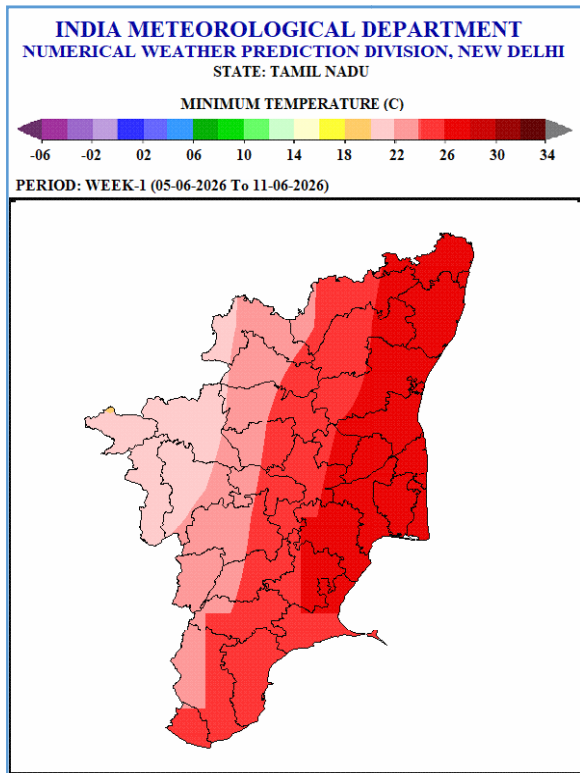 INDIA METEOROLOGICAL DEPARTMENT
NUMERICAL WEATHER PREDICTION DIVISION, NEW DELHI
STATE: TAMIL NADU
MINIMUM TEMPERATURE (C)
-06 -02 02 06 10 14 18 22 26 30 34
PERIOD: WEEK-1 (05-06-2026 To 11-06-2026)